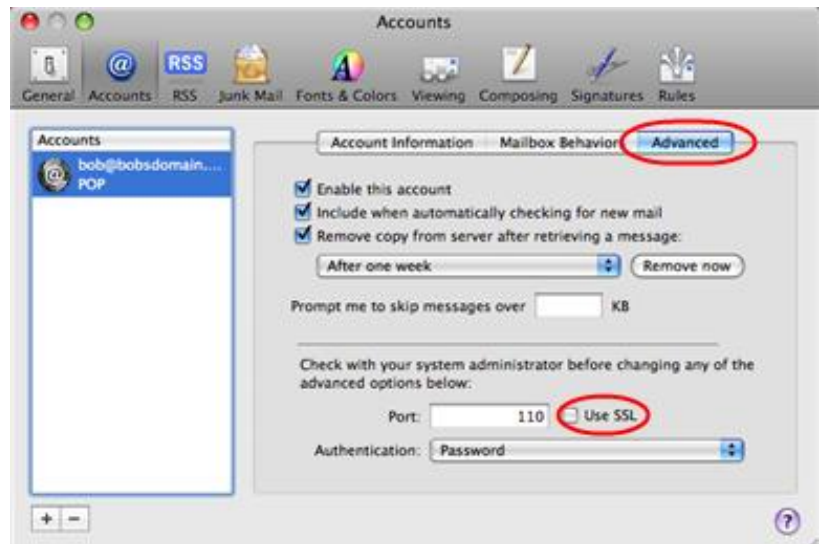 Accounts
General Accounts RSS Junk Mail Fonts & Colors Viewing Composing Signatures Rules
RSS
Accounts
bob@bobsdomain....
POP
Account Information Mailbox Behavior Advanced
Enable this account
Include when automatically checking for new mail
Remove copy from server after retrieving a message:
After one week Remove now
Prompt me to skip messages over KB
Check with your system administrator before changing any of the
advanced options below:
Port: 110 Use SSL
Authentication: Password
+ - ?